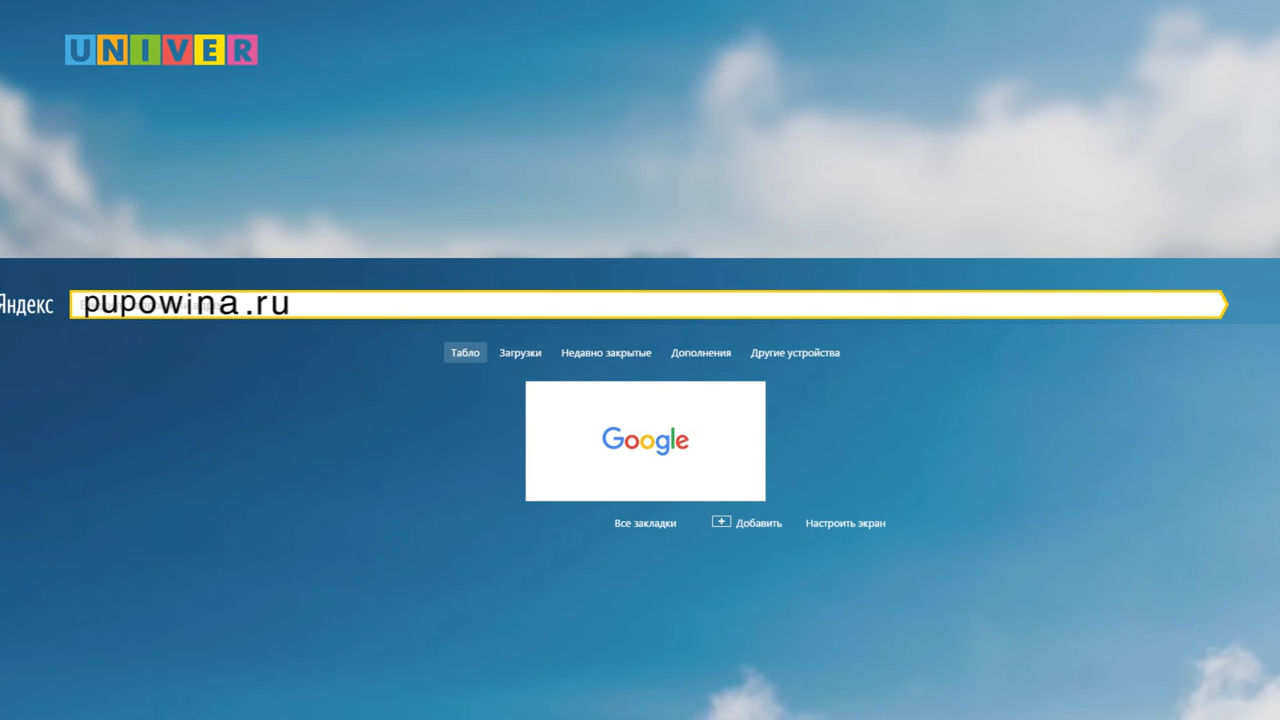 UNIVER
Яндекс pupowina.ru
Табло Загрузки Недавно закрытые Дополнения Другие устройства
Google
Все закладки Добавить Настроить экран